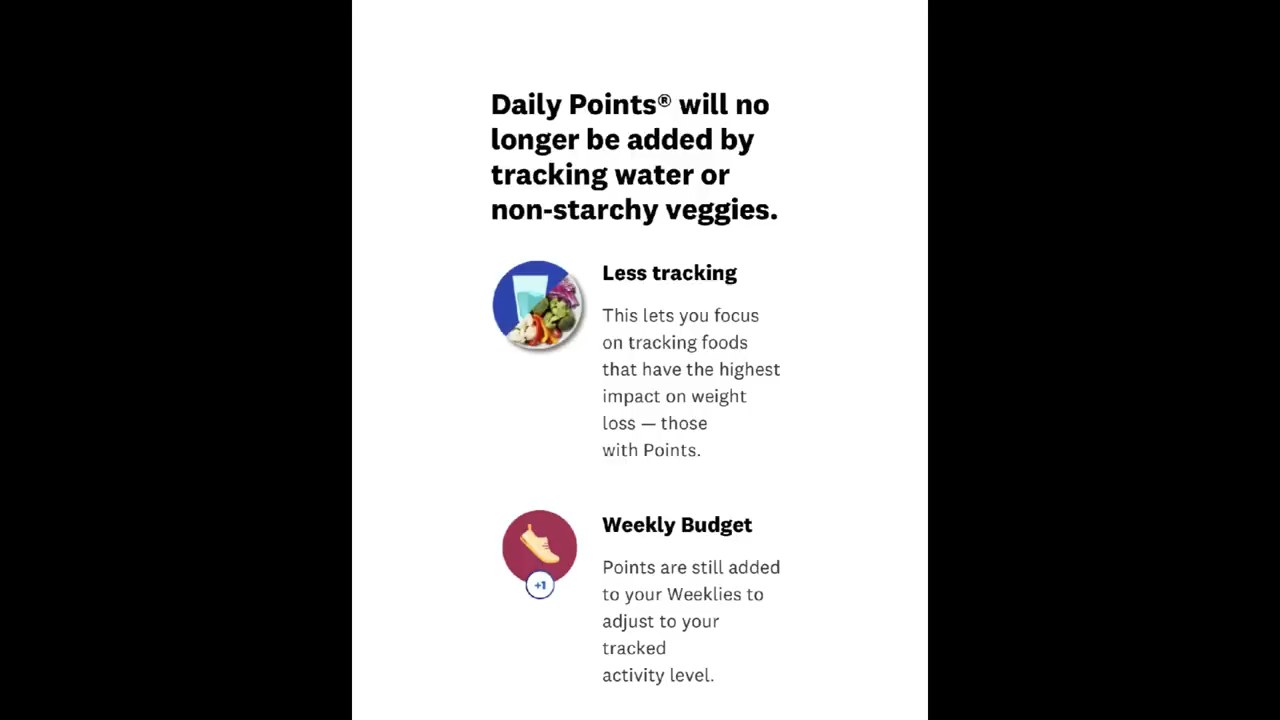 Daily Points® will no
longer be added by
tracking water or
non-starchy veggies.
Less tracking
This lets you focus
on tracking foods
that have the highest
impact on weight
loss — those
with Points.
Weekly Budget
+1
Points are still added
to your Weeklies to
adjust to your
tracked
activity level.